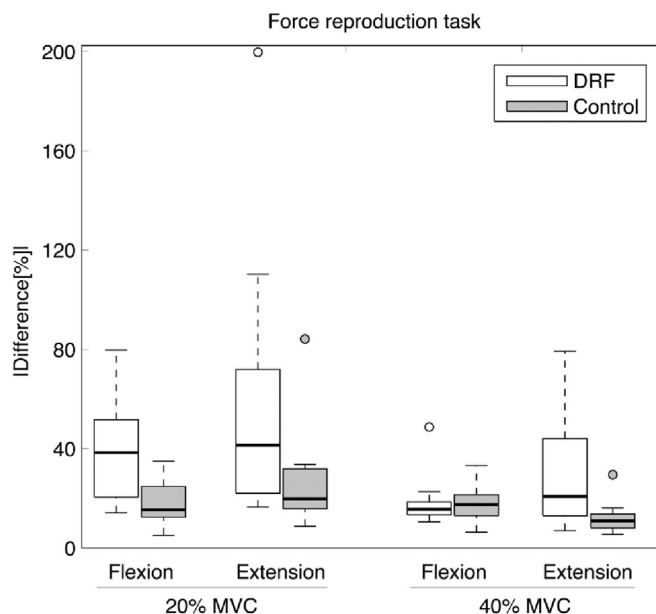 Force reproduction task
DRF
Control
|Difference[%]|
200
160
120
80
40
0
Flexion Extension Flexion Extension
20% MVC 40% MVC